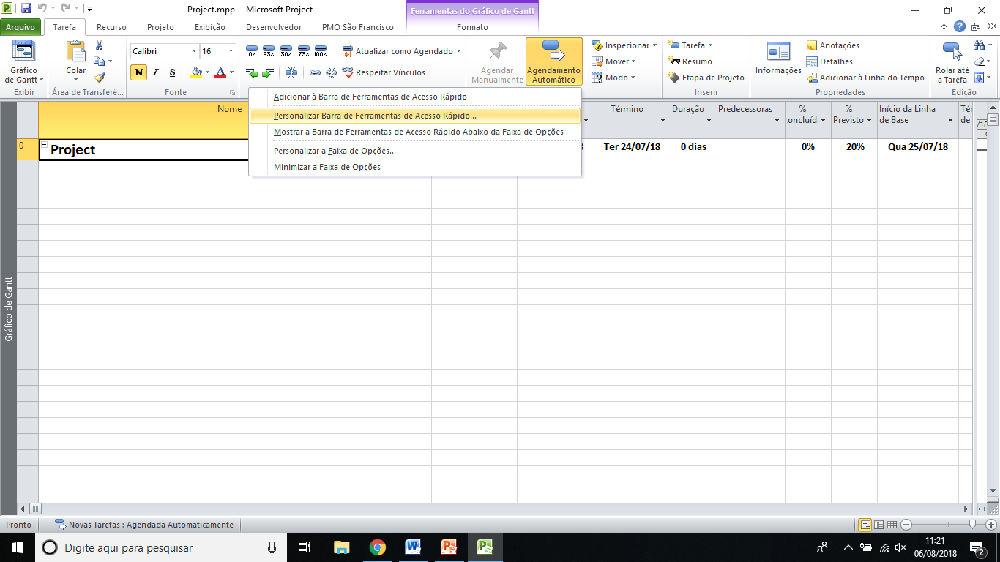 Project.mpp - Microsoft Project
Ferramentas do Gráfico de Gantt
Arquivo
Tarefa
Recurso
Projeto
Exibição
Desenvolvedor
PMO São Francisco
Formato
Gráfico
de Gantt
Exibir
Colar
Área de Transferê...
Calibri
16
N
I
S
A
Fonte
0%
25%
50%
75%
100%
Atualizar como Agendado
Respeitar Vínculos
Agendar
Manualmente
Agendamento
Automático
Inspecionar
Mover
Modo
Tarefa
Resumo
Etapa de Projeto
Inserir
Informações
Anotações
Detalhes
Adicionar à Linha do Tempo
Propriedades
Rolar até
a Tarefa
Edição
Adicionar à Barra de Ferramentas de Acesso Rápido
Personalizar Barra de Ferramentas de Acesso Rápido...
Mostrar a Barra de Ferramentas de Acesso Rápido Abaixo da Faixa de Opções
Personalizar a Faixa de Opções...
Minimizar a Faixa de Opções
Nome
Término
Duração
Predecessoras
%
oncluída
%
Previsto
Início da Linha
de Base
Tér
de
/18
0
Project
Ter 24/07/18
0 dias
0%
20%
Qua 25/07/18
Gráfico de Gantt
Pronto
Novas Tarefas : Agendada Automaticamente
Digite aqui para pesquisar
11:21
06/08/2018
2